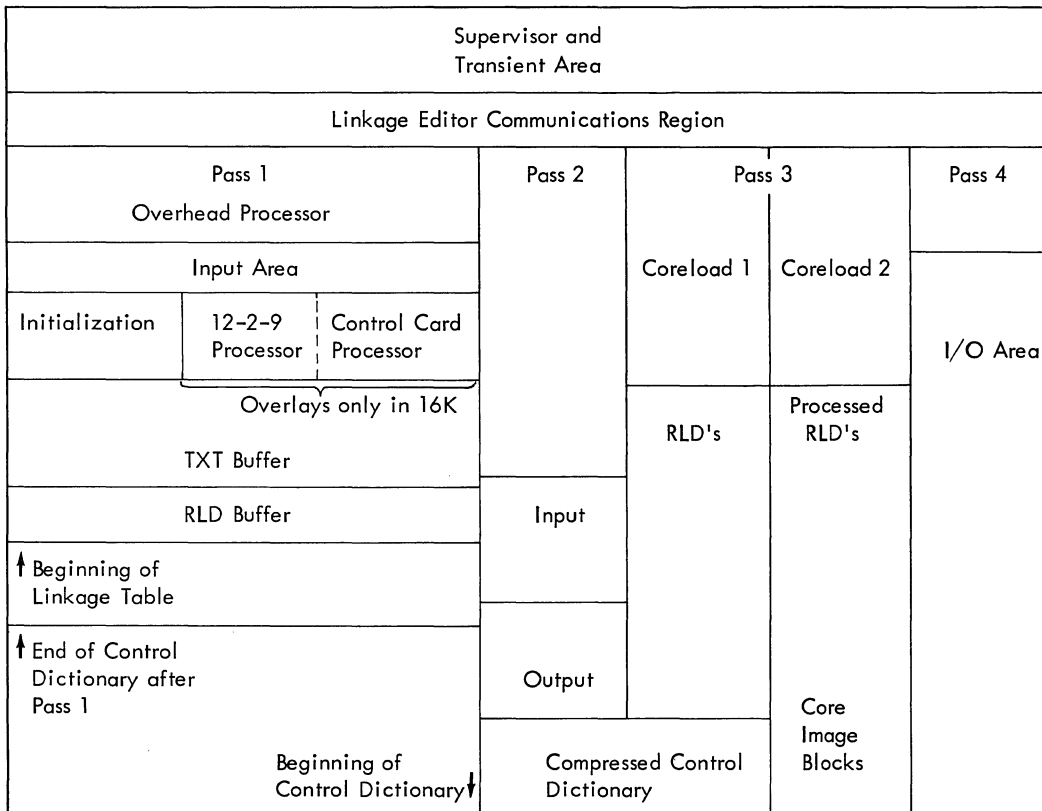 Supervisor and
Transient Area
Linkage Editor Communications Region
Pass 1
Overhead Processor
Input Area
Initialization
12-2-9
Processor
Control Card
Processor
Overlays only in 16K
TXT Buffer
RLD Buffer
Beginning of
Linkage Table
End of Control
Dictionary after
Pass 1
Beginning of
Control Dictionary
Pass 2
Input
Output
Compressed Control
Dictionary
Pass 3
Coreload 1
RLD's
Coreload 2
Processed
RLD's
Core
Image
Blocks
Pass 4
I/O Area